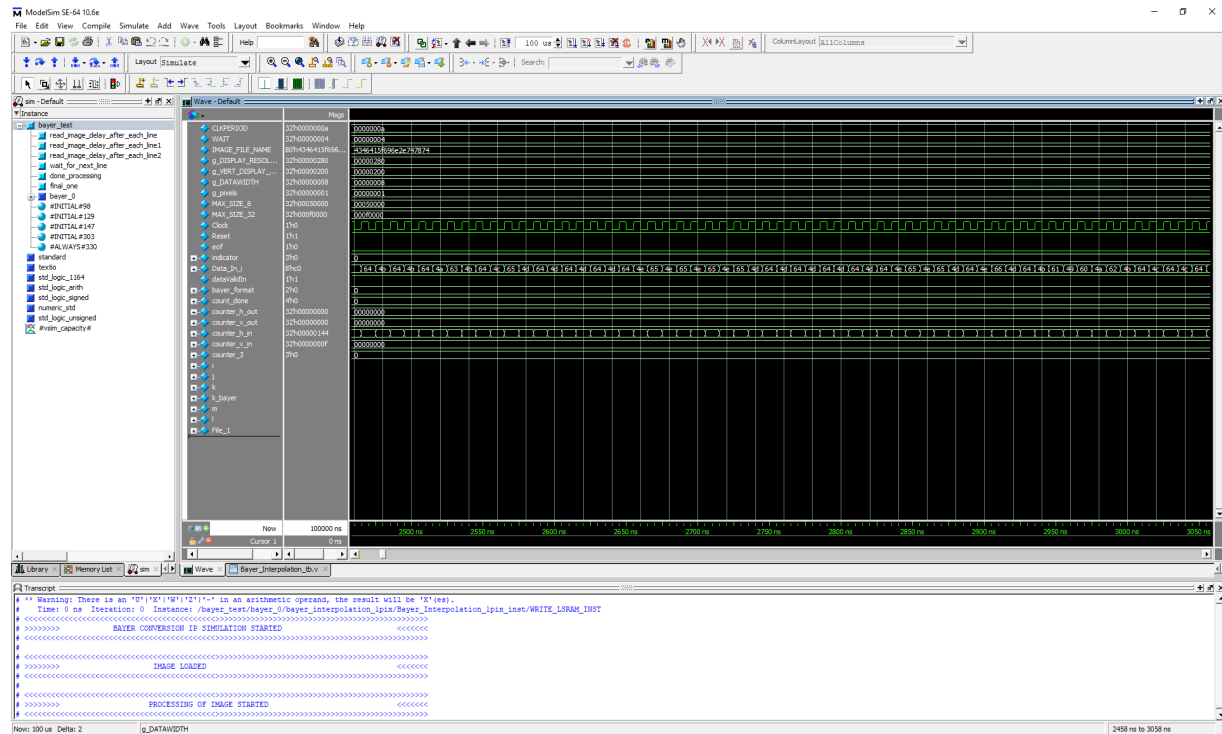 ModelSim SE-64 10.6e
File Edit View Compile Simulate Add Wave Tools Layout Bookmarks Window Help
Help 100 us ColumnLayout AllColumns
Layout Simulate Search:
sim - Default
Wave - Default
Instance
Msgs
bayer_test
read_image_delay_after_each_line
read_image_delay_after_each_line1
read_image_delay_after_each_line2
wait_for_next_line
done_processing
final_one
bayer_0
#INITIAL#98
#INITIAL#129
#INITIAL#147
#INITIAL#303
#ALWAYS#330
standard
textio
std_logic_1164
std_logic_arith
std_logic_signed
numeric_std
std_logic_unsigned
#vsim_capacity#
CLKPERIOD 32'h0000000a 0000000a
WAIT 32'h00000004 00000004
IMAGE_FILE_NAME 80'h4346415f696... 4346415f696e2e747874
g_DISPLAY_RESOL... 32'h00000280 00000280
g_VERT_DISPLAY_... 32'h00000200 00000200
g_DATAWIDTH 32'h00000008 00000008
g_pixels 32'h00000001 00000001
MAX_SIZE_8 32'h00050000 00050000
MAX_SIZE_32 32'h000f0000 000f0000
Clock 1'h0
Reset 1'h1
eof 1'h0
indicator 3'h0 0
Data_In_i 8'hc0
dataValidIn 1'h1
bayer_format 2'h0 0
count_done 4'h0 0
counter_h_out 32'h00000000 00000000
counter_v_out 32'h00000000 00000000
counter_h_in 32'h00000144
counter_v_in 32'h0000000f 00000000
counter_3 3'h0 0
i
j
k
k_bayer
m
l
File_1
Now 100000 ns
Cursor 1 0 ns
2500 ns 2550 ns 2600 ns 2650 ns 2700 ns 2750 ns 2800 ns 2850 ns 2900 ns 2950 ns 3000 ns 3050 ns
Library Memory List sim Wave Bayer_Interpolation_tb.v
Transcript
# ** Warning: There is an 'U'|'X'|'W'|'Z'|'-' in an arithmetic operand, the result will be 'X'(es).
# Time: 0 ns Iteration: 0 Instance: /bayer_test/bayer_0/bayer_interpolation_1pix/Bayer_Interpolation_1pix_inst/WRITE_LSRAM_INST
# >>>>>>>> BAYER CONVERSION IP SIMULATION STARTED <<<<<<<
#
# >>>>>>>> IMAGE LOADED <<<<<<<
#
# >>>>>>>> PROCESSING OF IMAGE STARTED <<<<<<<
Now: 100 us Delta: 2 g_DATAWIDTH 2458 ns to 3058 ns